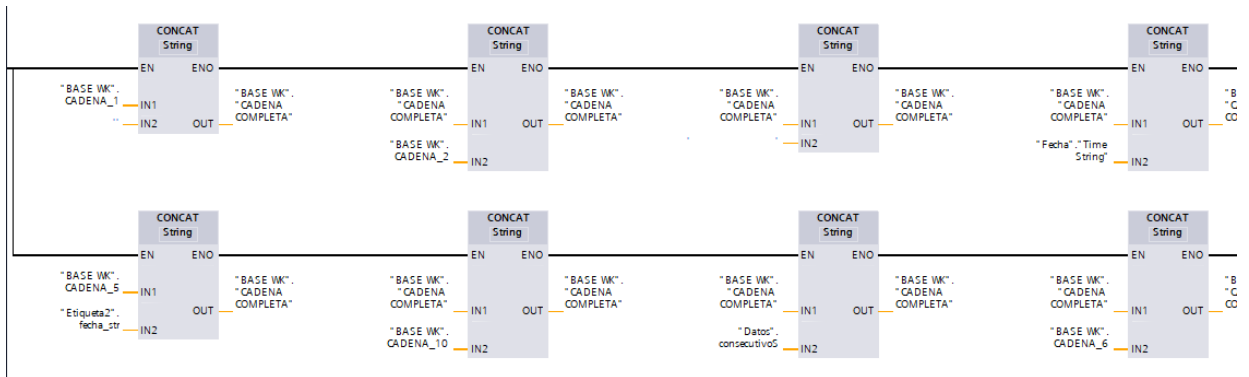 CONCAT
String
EN ENO
"BASE WK".
CADENA_1
IN1
''
IN2
OUT
"BASE WK".
"CADENA
COMPLETA"
CONCAT
String
EN ENO
"BASE WK".
"CADENA
COMPLETA"
IN1
"BASE WK".
CADENA_2
IN2
OUT
"BASE WK".
"CADENA
COMPLETA"
CONCAT
String
EN ENO
"BASE WK".
"CADENA
COMPLETA"
IN1
' '
IN2
OUT
"BASE WK".
"CADENA
COMPLETA"
CONCAT
String
EN ENO
"BASE WK".
"CADENA
COMPLETA"
IN1
"Fecha"."Time
String"
IN2
OUT
"B
"C
CO
CONCAT
String
EN ENO
"BASE WK".
CADENA_5
IN1
"Etiqueta2".
fecha_str
IN2
OUT
"BASE WK".
"CADENA
COMPLETA"
CONCAT
String
EN ENO
"BASE WK".
"CADENA
COMPLETA"
IN1
"BASE WK".
CADENA_10
IN2
OUT
"BASE WK".
"CADENA
COMPLETA"
CONCAT
String
EN ENO
"BASE WK".
"CADENA
COMPLETA"
IN1
"Datos".
consecutivoS
IN2
OUT
"BASE WK".
"CADENA
COMPLETA"
CONCAT
String
EN ENO
"BASE WK".
"CADENA
COMPLETA"
IN1
"BASE WK".
CADENA_6
IN2
OUT
"B
"C
CO